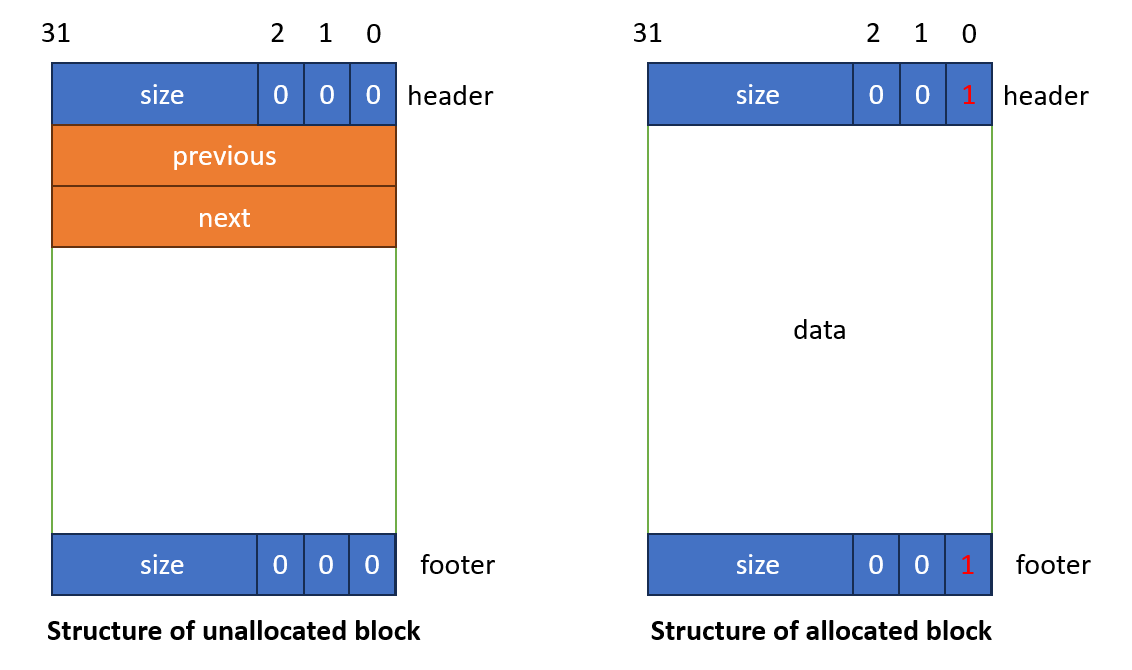 31 2 1 0
size 0 0 0 header
previous
next
size 0 0 0 footer
Structure of unallocated block
31 2 1 0
size 0 0 1 header
data
size 0 0 1 footer
Structure of allocated block